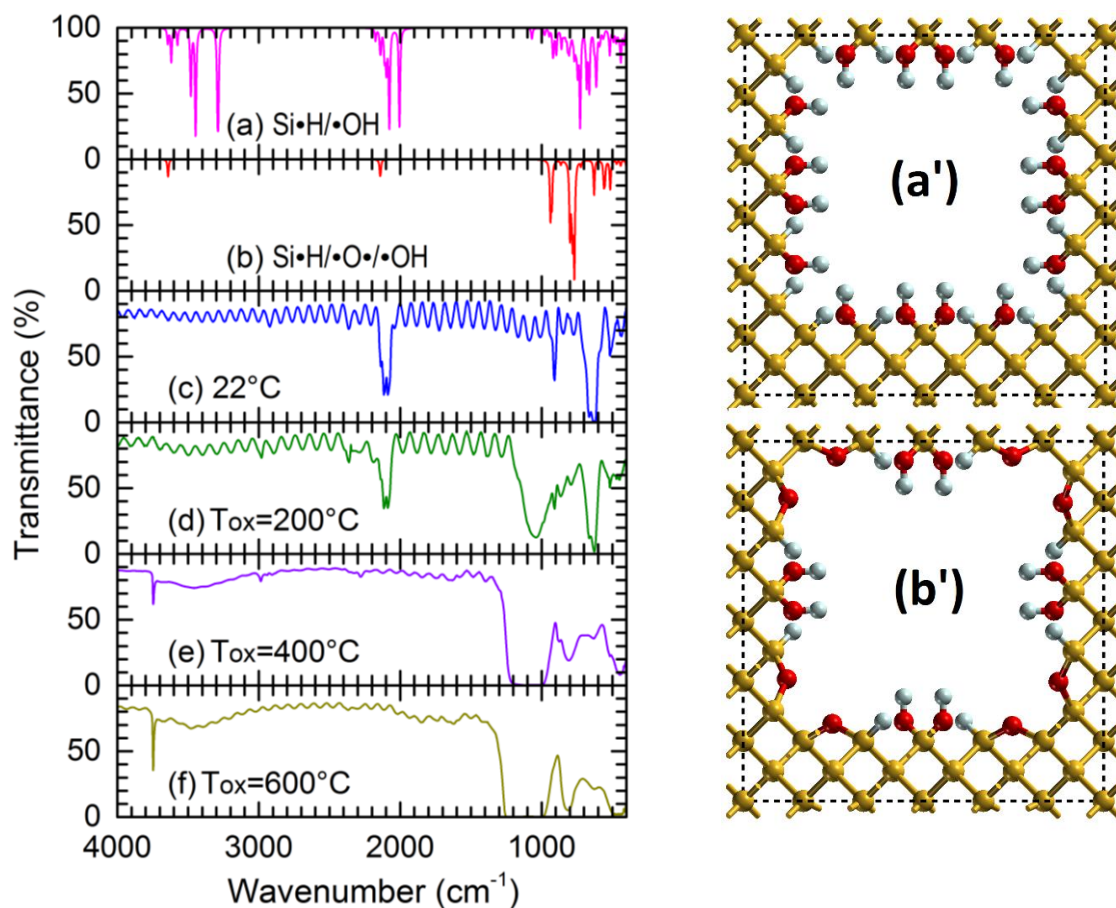 Transmittance (%)
100
50
(a) Si•H/•OH
0
50
(b) Si•H/•O•/•OH
0
50
(c) 22°C
0
50
(d) Tox=200°C
0
50
(e) Tox=400°C
0
50
(f) Tox=600°C
0
4000 3000 2000 1000
Wavenumber (cm⁻¹)
(a')
(b')